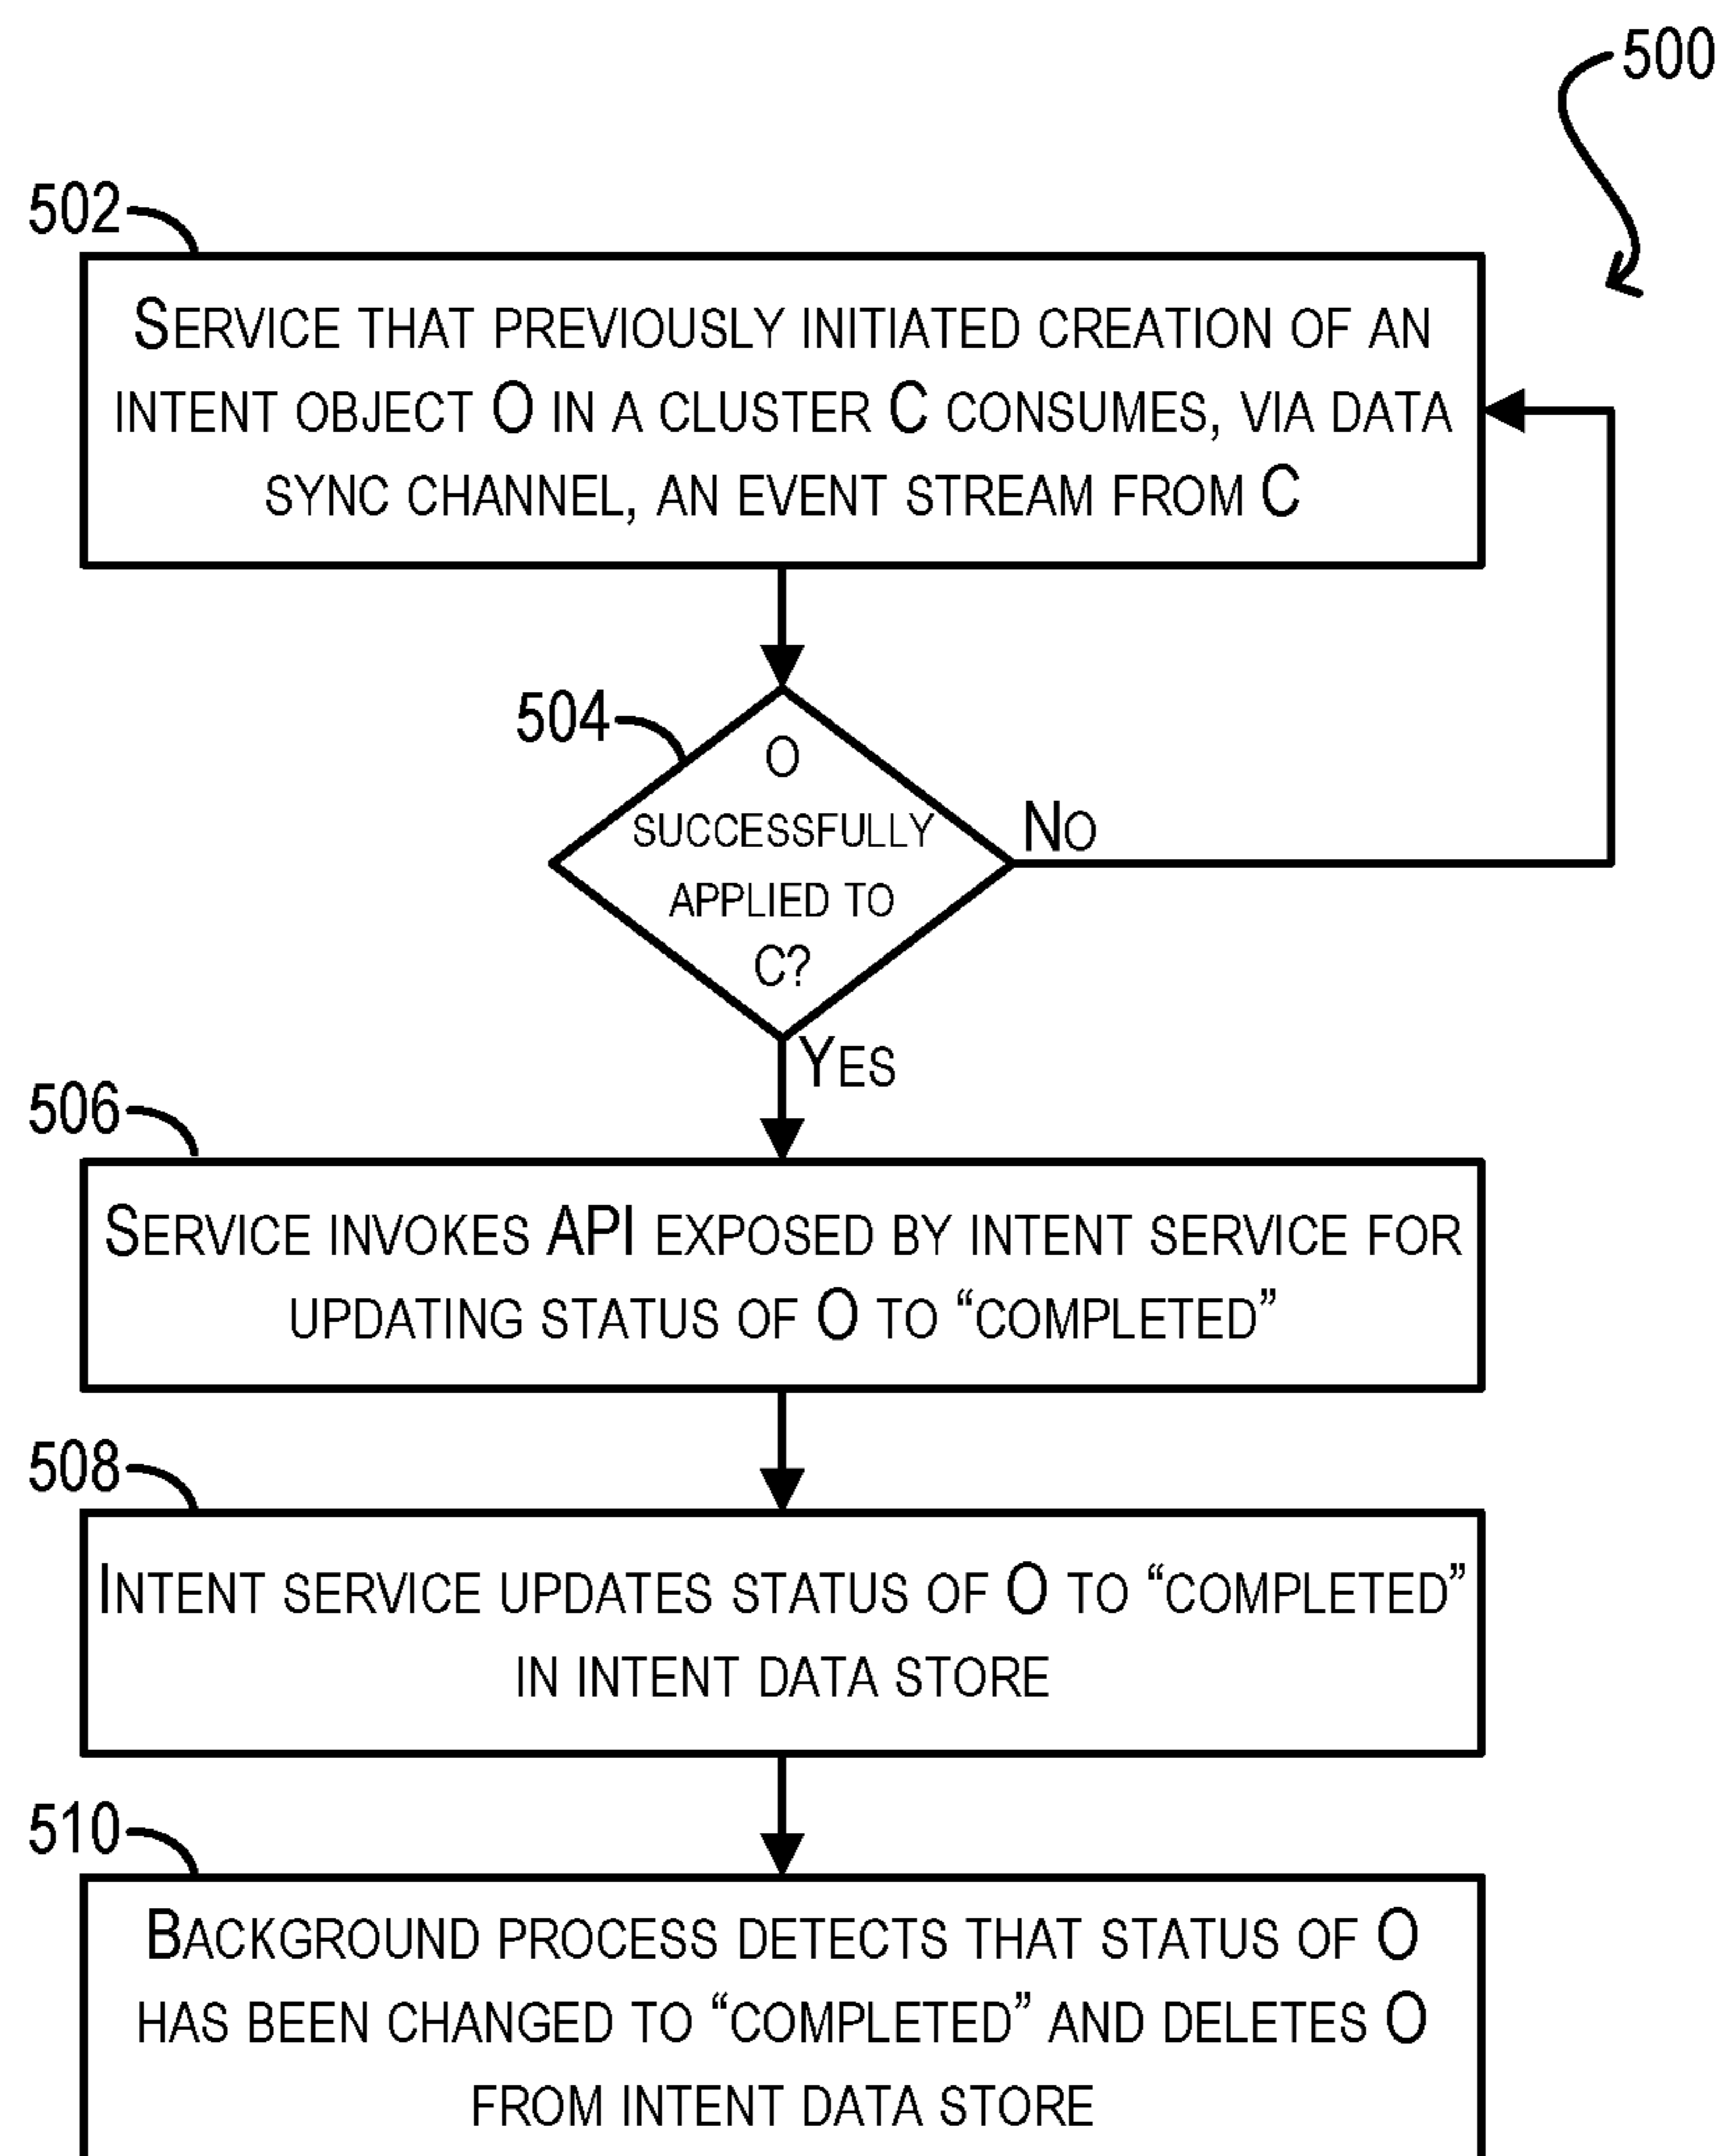 500
502
Service that previously initiated creation of an
intent object O in a cluster C consumes, via data
sync channel, an event stream from C
504
O
successfully
applied to
C?
No
Yes
506
Service invokes API exposed by intent service for
updating status of O to “completed”
508
Intent service updates status of O to “completed”
in intent data store
510
Background process detects that status of O
has been changed to “completed” and deletes O
from intent data store